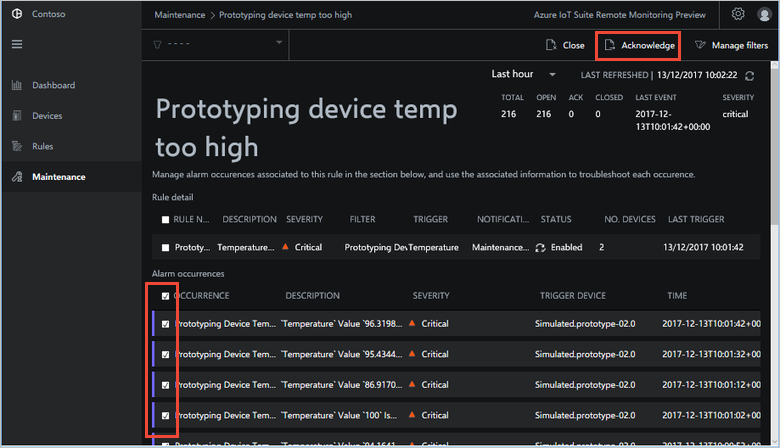 Contoso
Maintenance > Prototyping device temp too high
Azure IoT Suite Remote Monitoring Preview
----
Close
Acknowledge
Manage filters
Dashboard
Devices
Rules
Maintenance
Last hour
LAST REFRESHED | 13/12/2017 10:02:22
Prototyping device temp
too high
TOTAL OPEN ACK CLOSED LAST EVENT SEVERITY
216 216 0 0 2017-12-
13T10:01:42+00:00 critical
Manage alarm occurences associated to this rule in the section below, and use the associated information to troubleshoot each occurence.
Rule detail
RULE N... DESCRIPTION SEVERITY FILTER TRIGGER NOTIFICATI... STATUS NO. DEVICES LAST TRIGGER
Prototy... Temperature... Critical Prototyping Dev Temperature Maintenance... Enabled 2 13/12/2017 10:01:42
Alarm occurrences
OCCURRENCE DESCRIPTION SEVERITY TRIGGER DEVICE TIME
Prototyping Device Tem... `Temperature` Value `96.3198... Critical Simulated.prototype-02.0 2017-12-13T10:01:42+00
Prototyping Device Tem... `Temperature` Value `95.4344... Critical Simulated.prototype-02.0 2017-12-13T10:01:32+00
Prototyping Device Tem... `Temperature` Value `86.9170... Critical Simulated.prototype-02.0 2017-12-13T10:01:12+00
Prototyping Device Tem... `Temperature` Value `100` Is... Critical Simulated.prototype-02.0 2017-12-13T10:01:02+00